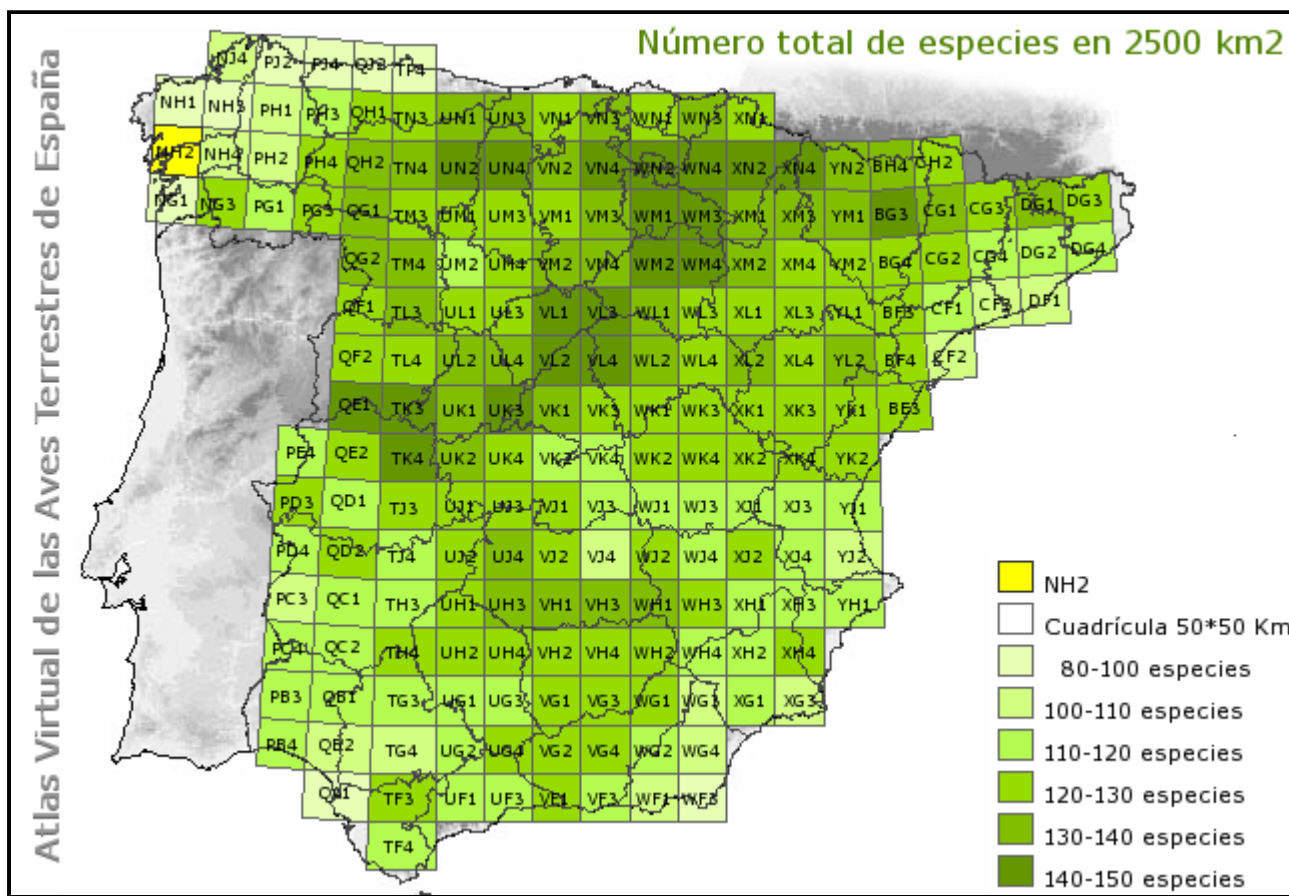 Número total de especies en 2500 km2
Atlas Virtual de las Aves Terrestres de España
NJ4 PJ2 PJ4 QJ2 TP4
NH1 NH3 PH1 PH3 QH1 TN3 UN1 UN3 VN1 VN3 WN1 WN3 XN1
NH2 NH4 PH2 PH4 QH2 TN4 UN2 UN4 VN2 VN4 WN2 WN4 XN2 XN4 YN2 BH4 CH2
NG1 NG3 PG1 PG3 QG1 TM3 UM1 UM3 VM1 VM3 WM1 WM3 XM1 XM3 YM1 BG3 CG1 CG3 DG1 DG3
QG2 TM4 UM2 UM4 VM2 VM4 WM2 WM4 XM2 XM4 YM2 BG4 CG2 CG4 DG2 DG4
QF1 TL3 UL1 UL3 VL1 VL3 WL1 WL3 XL1 XL3 YL1 BF3 CF1 CF3 DF1
QF2 TL4 UL2 UL4 VL2 VL4 WL2 WL4 XL2 XL4 YL2 BF4 CF2
QE1 TK3 UK1 UK3 VK1 VK3 WK1 WK3 XK1 XK3 YK1 BE3
PE4 QE2 TK4 UK2 UK4 VK2 VK4 WK2 WK4 XK2 XK4 YK2
PD3 QD1 TJ3 UJ1 UJ3 VJ1 VJ3 WJ1 WJ3 XJ1 XJ3 YJ1
PD4 QD2 TJ4 UJ2 UJ4 VJ2 VJ4 WJ2 WJ4 XJ2 XJ4 YJ2
PC3 QC1 TH3 UH1 UH3 VH1 VH3 WH1 WH3 XH1 XH3 YH1
PC4 QC2 TH4 UH2 UH4 VH2 VH4 WH2 WH4 XH2 XH4
PB3 QB1 TG3 UG1 UG3 VG1 VG3 WG1 WG3 XG1 XG3
PB4 QB2 TG4 UG2 UG4 VG2 VG4 WG2 WG4
QA1 TF3 UF1 UF3 VF1 VF3 WF1 WF3
TF4
NH2
Cuadrícula 50*50 Km
80-100 especies
100-110 especies
110-120 especies
120-130 especies
130-140 especies
140-150 especies